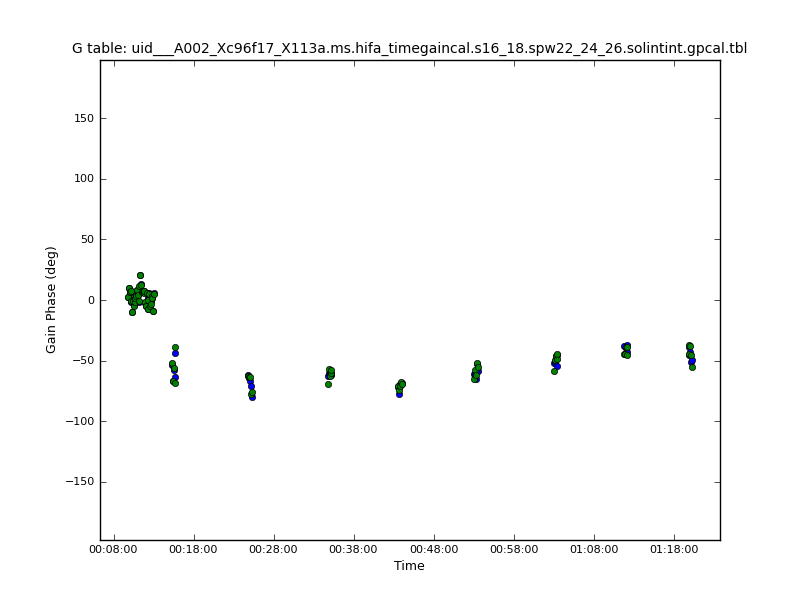 G table: uid___A002_Xc96f17_X113a.ms.hifa_timegaincal.s16_18.spw22_24_26.solintint.gpcal.tbl
150
100
50
0
−50
−100
−150
Gain Phase (deg)
00:08:00 00:18:00 00:28:00 00:38:00 00:48:00 00:58:00 01:08:00 01:18:00
Time